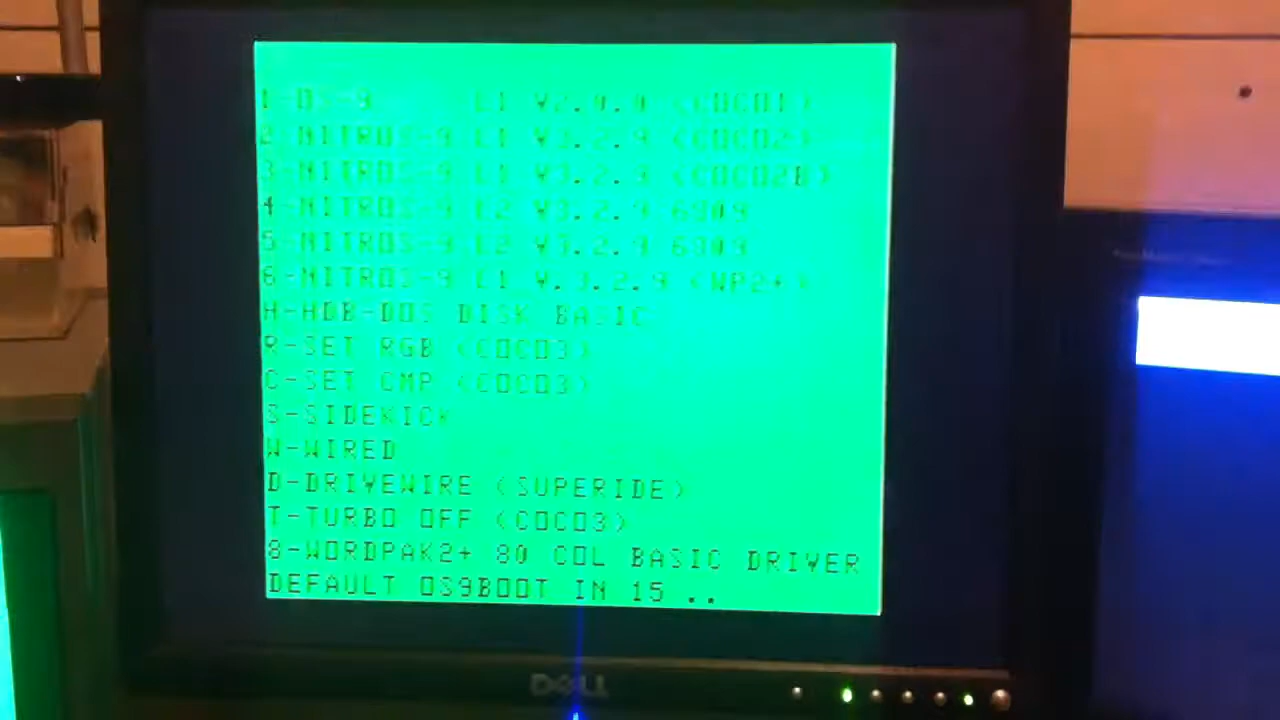 1-OS-9 L1 V2.0.0 (COCO1)
2-NITROS-9 L1 V3.2.9 (COCO2)
3-NITROS-9 L1 V3.2.9 (COCO2B)
4-NITROS-9 L2 V3.2.9 6809
5-NITROS-9 L2 V3.2.9 6809
6-NITROS-9 L1 V.3.2.9 (WP2+)
H-HDB-DOS DISK BASIC
R-SET RGB (COCO3)
C-SET CMP (COCO3)
S-SIDEKICK
W-WIRED
D-DRIVEWIRE (SUPERIDE)
T-TURBO OFF (COCO3)
8-WORDPAK2+ 80 COL BASIC DRIVER
DEFAULT OS9BOOT IN 15 ..
DELL